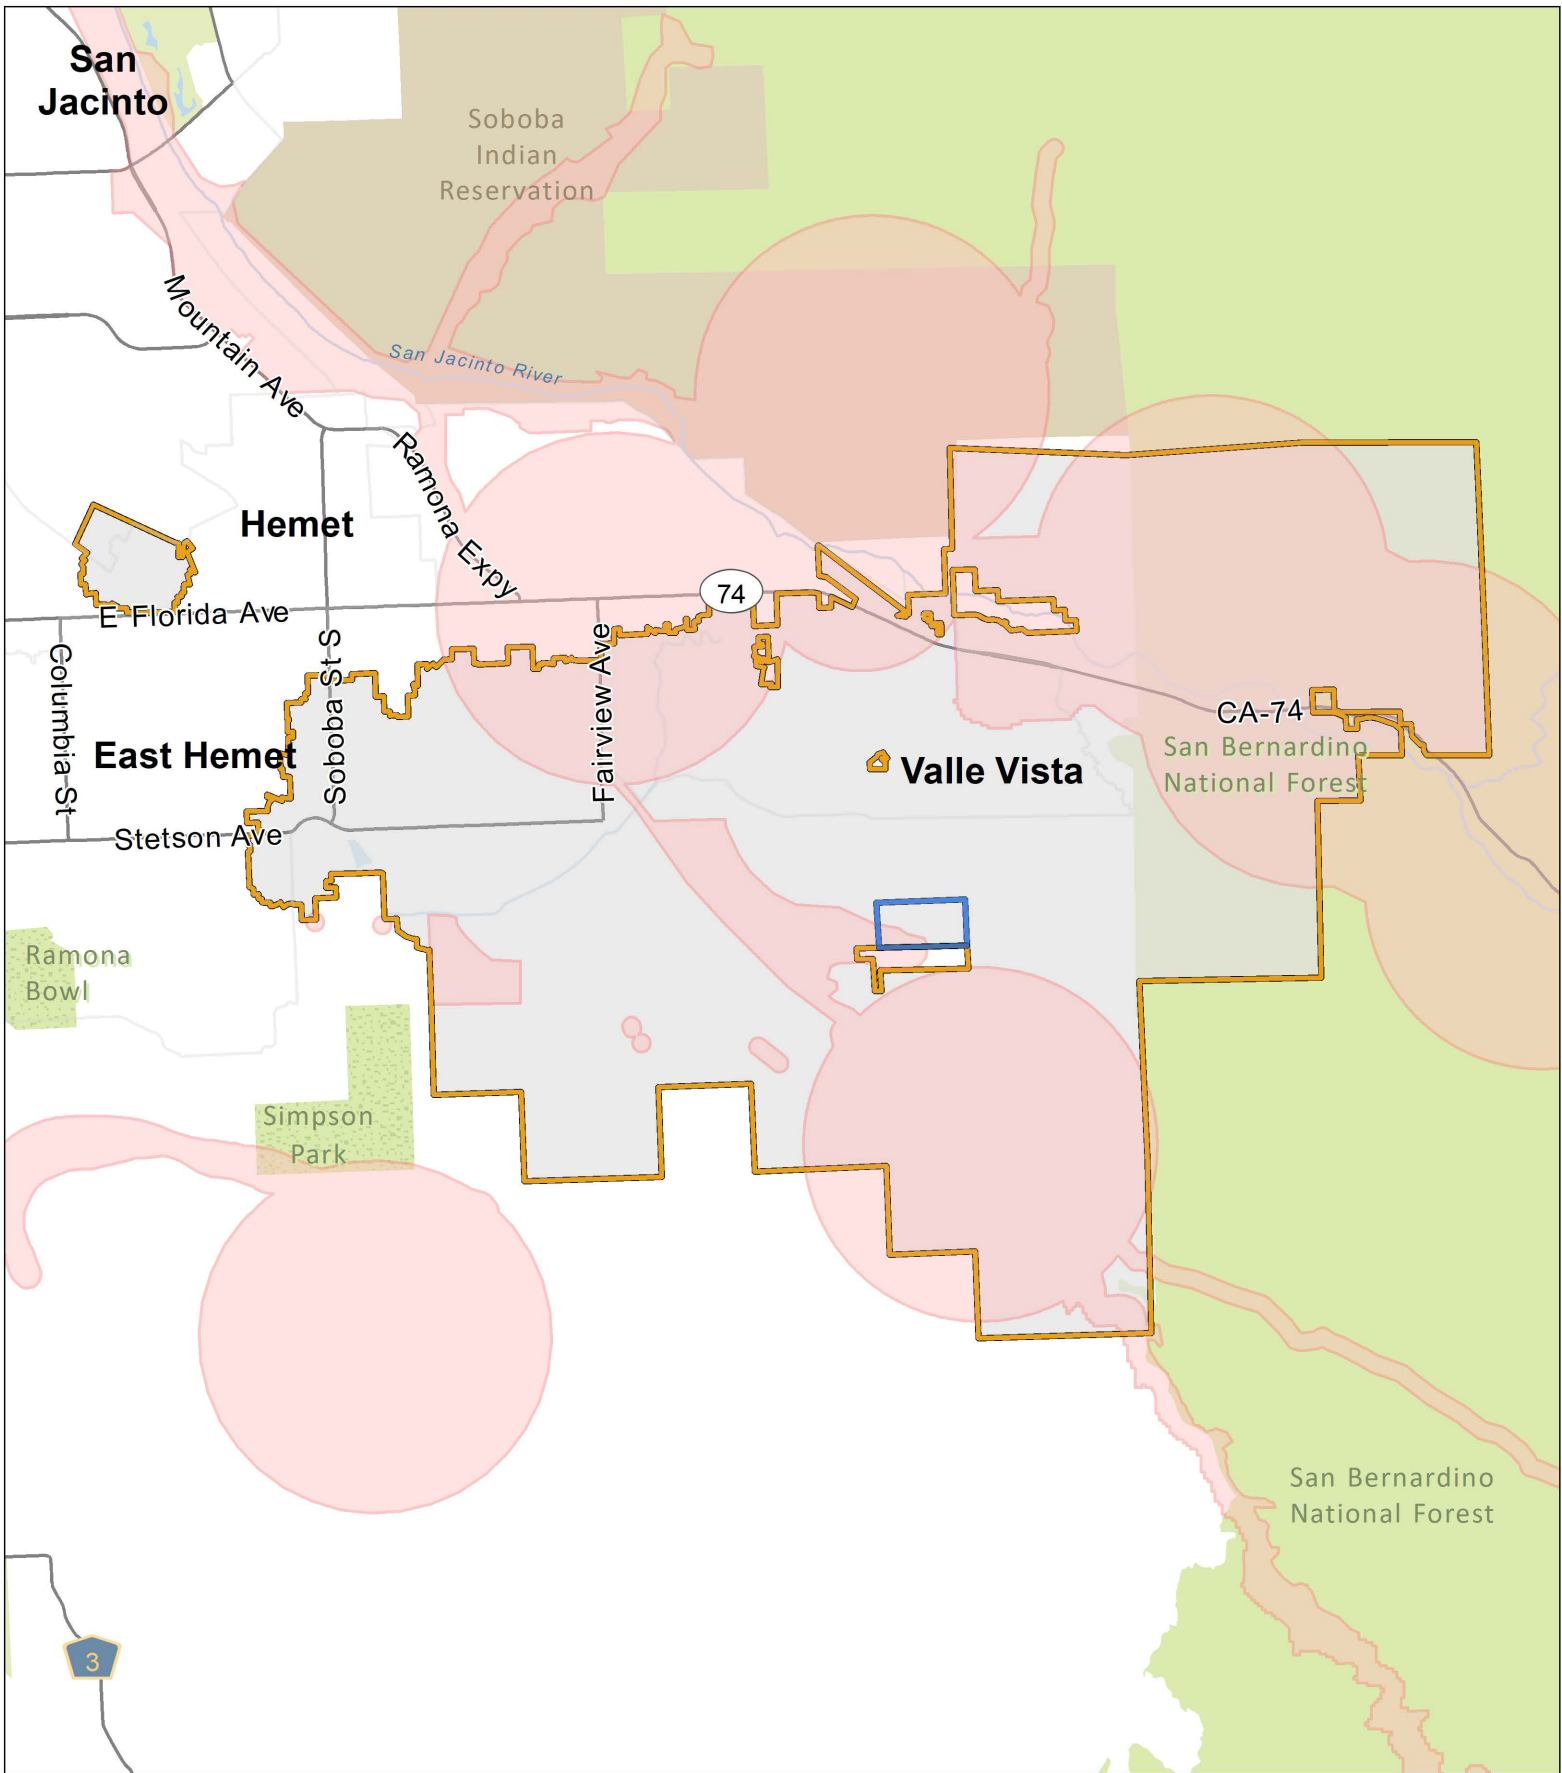 San
Jacinto
Soboba
Indian
Reservation
Mountain Ave
San Jacinto River
Ramona Expy
Hemet
74
E Florida Ave
Soboba St S
Fairview Ave
Columbia St
CA-74
East Hemet
San Bernardino
National Forest
Valle Vista
Stetson Ave
Ramona
Bowl
Simpson
Park
San Bernardino
National Forest
3